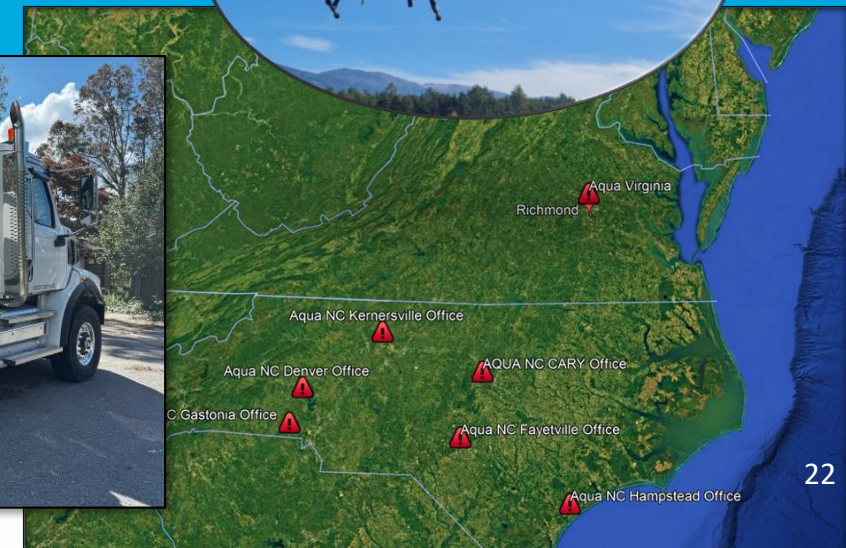 Aqua Virginia
Richmond
Aqua NC Kernersville Office
Aqua NC Denver Office
AQUA NC CARY Office
C Gastonia Office
Aqua NC Fayetville Office
22
Aqua NC Hampstead Office